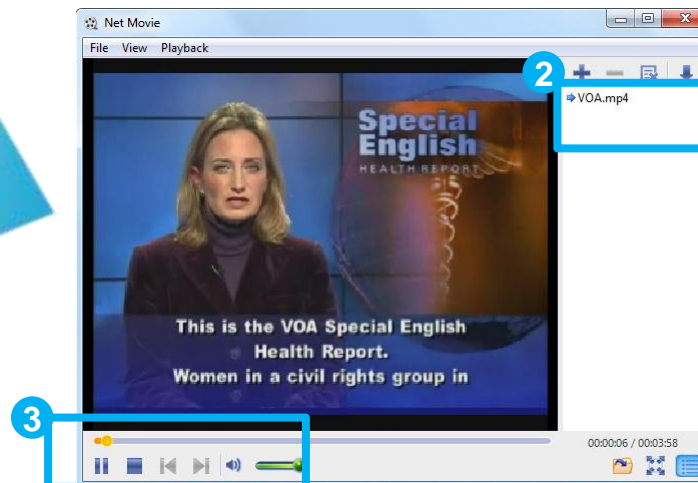 Net Movie
File View Playback
2
VOA.mp4
Special
English
HEALTH REPORT
This is the VOA Special English
Health Report.
Women in a civil rights group in
3
00:00:06 / 00:03:58